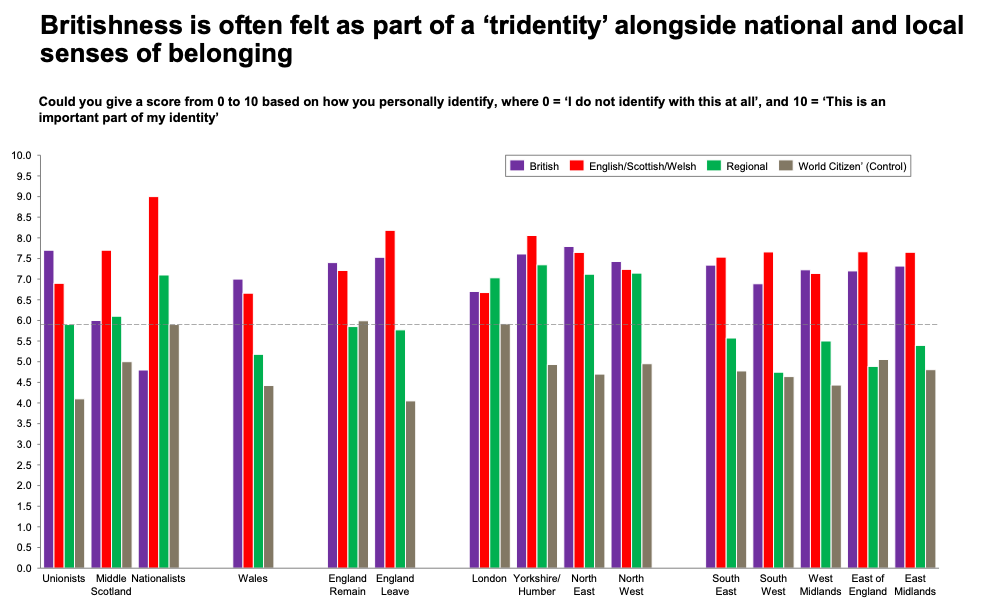 Britishness is often felt as part of a ‘tridentity’ alongside national and local
senses of belonging
Could you give a score from 0 to 10 based on how you personally identify, where 0 = ‘I do not identify with this at all’, and 10 = ‘This is an
important part of my identity’
British
English/Scottish/Welsh
Regional
World Citizen’ (Control)
10.0
9.5
9.0
8.5
8.0
7.5
7.0
6.5
6.0
5.5
5.0
4.5
4.0
3.5
3.0
2.5
2.0
1.5
1.0
0.5
0.0
Unionists
Middle
Scotland
Nationalists
Wales
England
Remain
England
Leave
London
Yorkshire/
Humber
North
East
North
West
South
East
South
West
West
Midlands
East of
England
East
Midlands